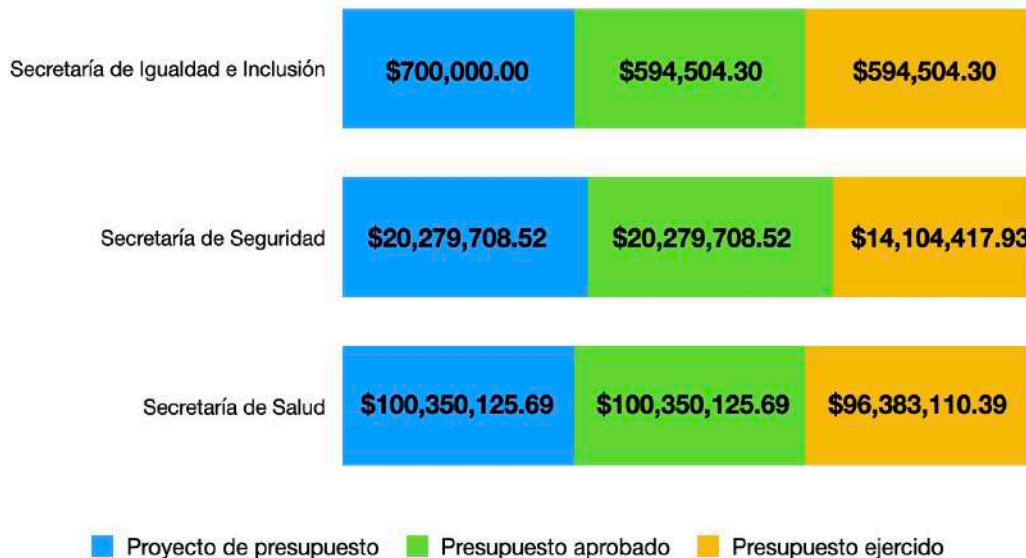 Secretaría de Igualdad e Inclusión $700,000.00 $594,504.30 $594,504.30
Secretaría de Seguridad $20,279,708.52 $20,279,708.52 $14,104,417.93
Secretaría de Salud $100,350,125.69 $100,350,125.69 $96,383,110.39
Proyecto de presupuesto Presupuesto aprobado Presupuesto ejercido